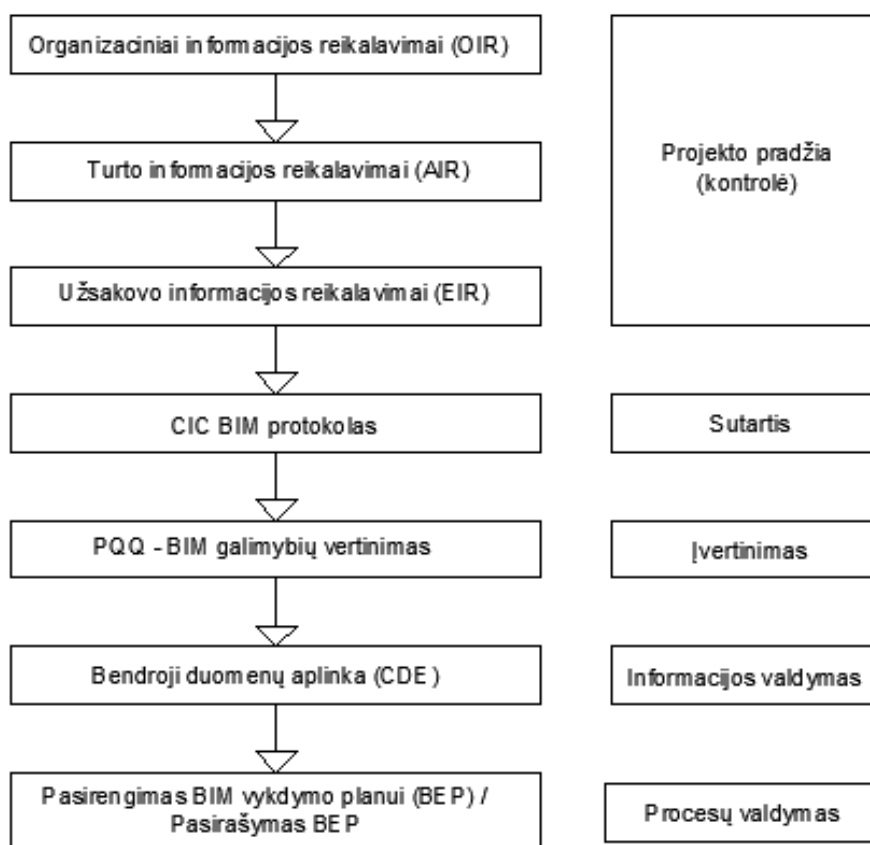 Organizaciniai informacijos reikalavimai (OIR)
Turto informacijos reikalavimai (AIR)
Užsakovo informacijos reikalavimai (EIR)
CIC BIM protokolas
PQQ - BIM galimybių vertinimas
Bendroji duomenų aplinka (CDE)
Pasirengimas BIM vykdymo planui (BEP) /
Pasirašymas BEP
Projekto pradžia
(kontrolė)
Sutartis
Įvertinimas
Informacijos valdymas
Procesų valdymas